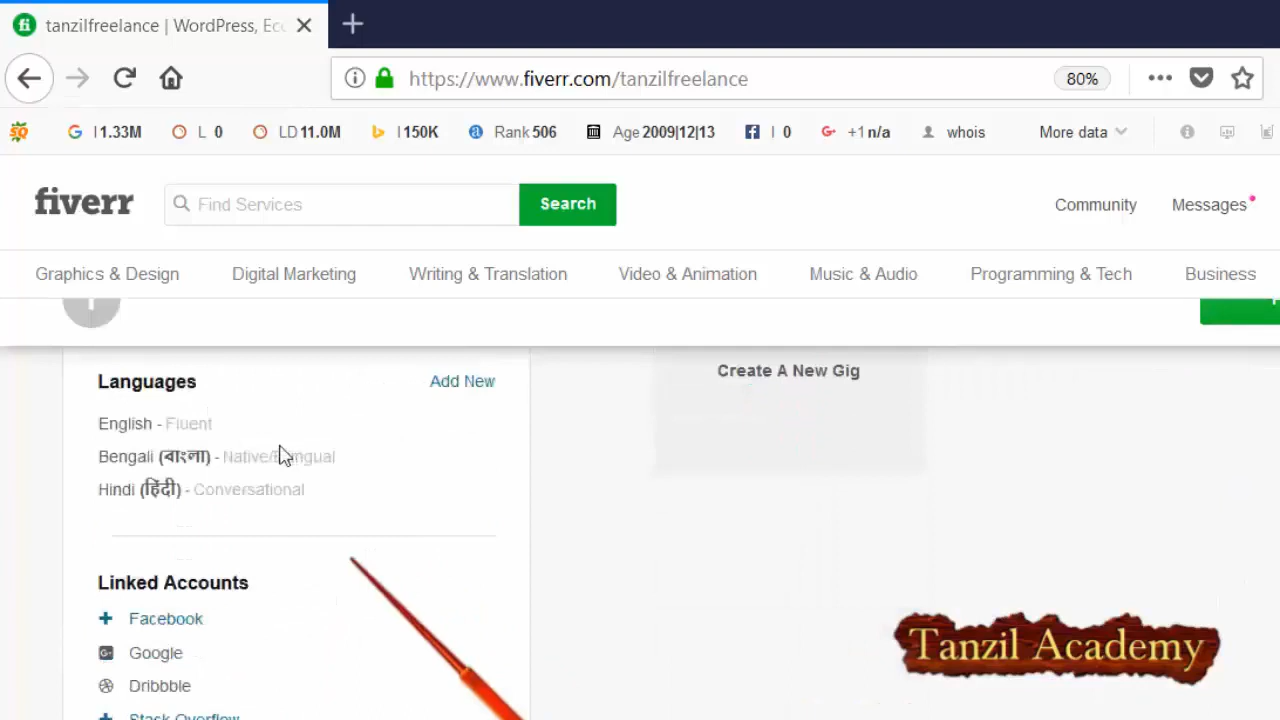 tanzilfreelance | WordPress, Ec
https://www.fiverr.com/tanzilfreelance 80%
I 1.33M L 0 LD 11.0M I 150K Rank 506 Age 2009|12|13 I 0 +1 n/a whois More data
fiverr Find Services Search Community Messages
Graphics & Design Digital Marketing Writing & Translation Video & Animation Music & Audio Programming & Tech Business
Languages Add New
Create A New Gig
English - Fluent
Bengali (বাংলা) - Native/Bilingual
Hindi (हिंदी) - Conversational
Linked Accounts
Facebook
Google
Dribbble
Stack Overflow
Tanzil Academy